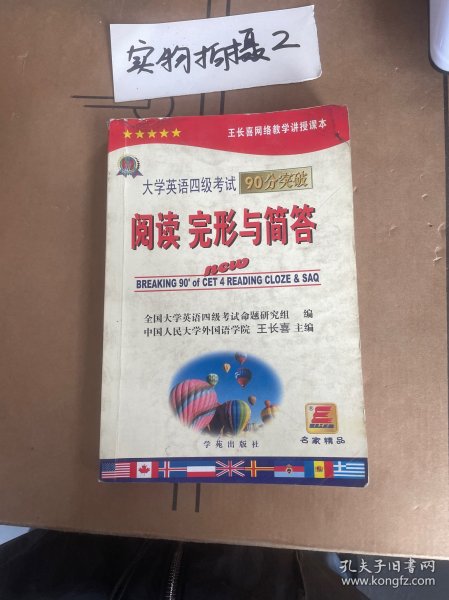 实物拍摄2
★★★★★
王长喜网络教学讲授课本
大学英语四级考试 90分突破
阅读 完形与简答
new
BREAKING 90' of CET 4 READING CLOZE & SAQ
全国大学英语四级考试命题研究组 编
中国人民大学外国语学院 王长喜 主编
名家精品
学苑出版社
孔夫子旧书网
www.kongfz.com